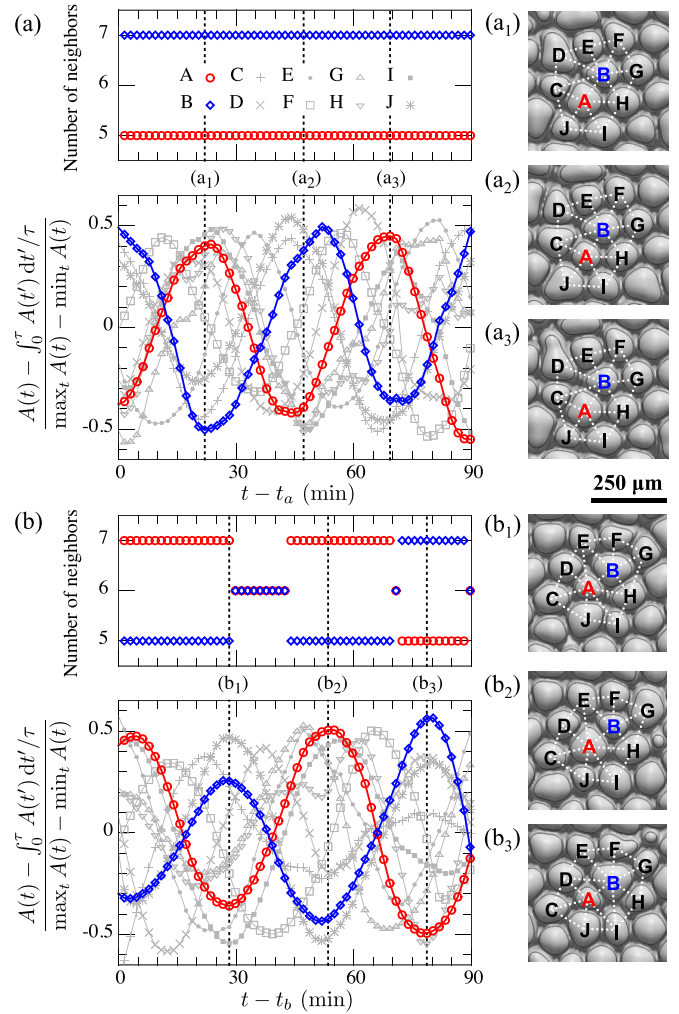 (a)
Number of neighbors
7
6
5
A C E G I
B D F H J
(a1) (a2) (a3)
A(t) − ∫₀^τ A(t′) dt′/τ
max_t A(t) − min_t A(t)
0.5
0
-0.5
0 30 60 90
t − t_a (min)
(a1)
E F
D B G
C A H
J I
(a2)
D E F
B G
C A H
J I
(a3)
E F
D B G
C A H
J I
250 µm
(b)
Number of neighbors
7
6
5
(b1) (b2) (b3)
A(t) − ∫₀^τ A(t′) dt′/τ
max_t A(t) − min_t A(t)
0.5
0
-0.5
0 30 60 90
t − t_b (min)
(b1)
E F G
D B
C A H
J I
(b2)
E F G
D B
C A H
J I
(b3)
E F G
D B
C A H
J I